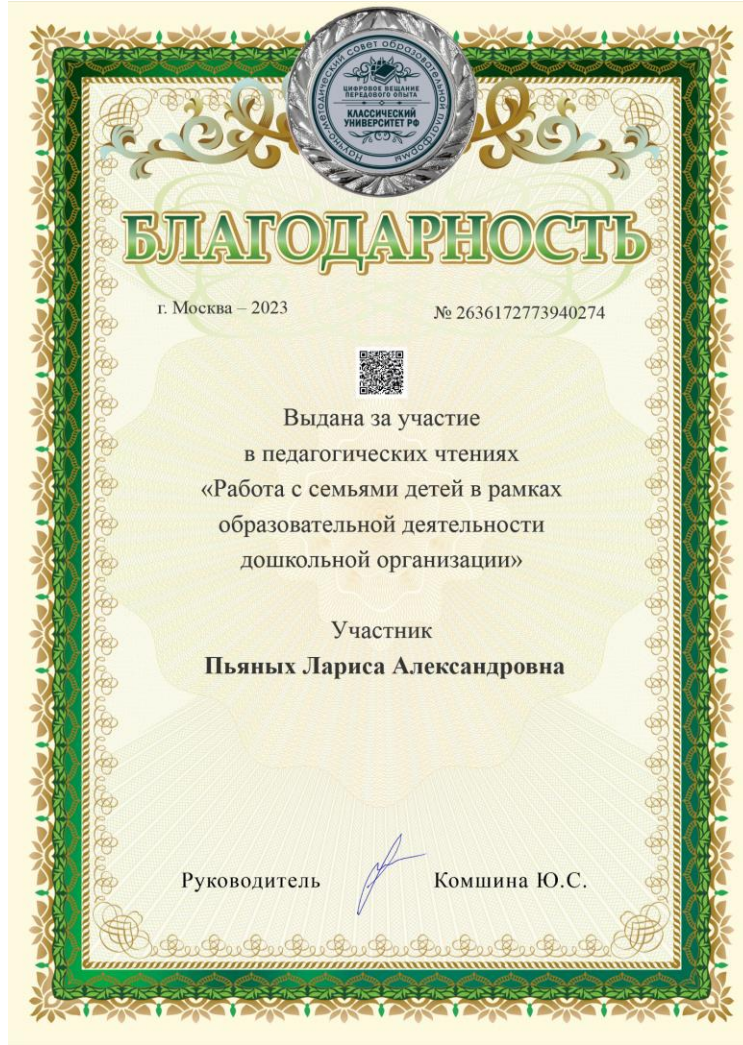 Научно-методический совет образовательной платформы
ЦИФРОВОЕ ВЕЩАНИЕ
ПЕРЕДОВОГО ОПЫТА
КЛАССИЧЕСКИЙ
УНИВЕРСИТЕТ РФ
БЛАГОДАРНОСТЬ
г. Москва – 2023
№ 2636172773940274
Выдана за участие
в педагогических чтениях
«Работа с семьями детей в рамках
образовательной деятельности
дошкольной организации»
Участник
Пьяных Лариса Александровна
Руководитель
Комшина Ю.С.